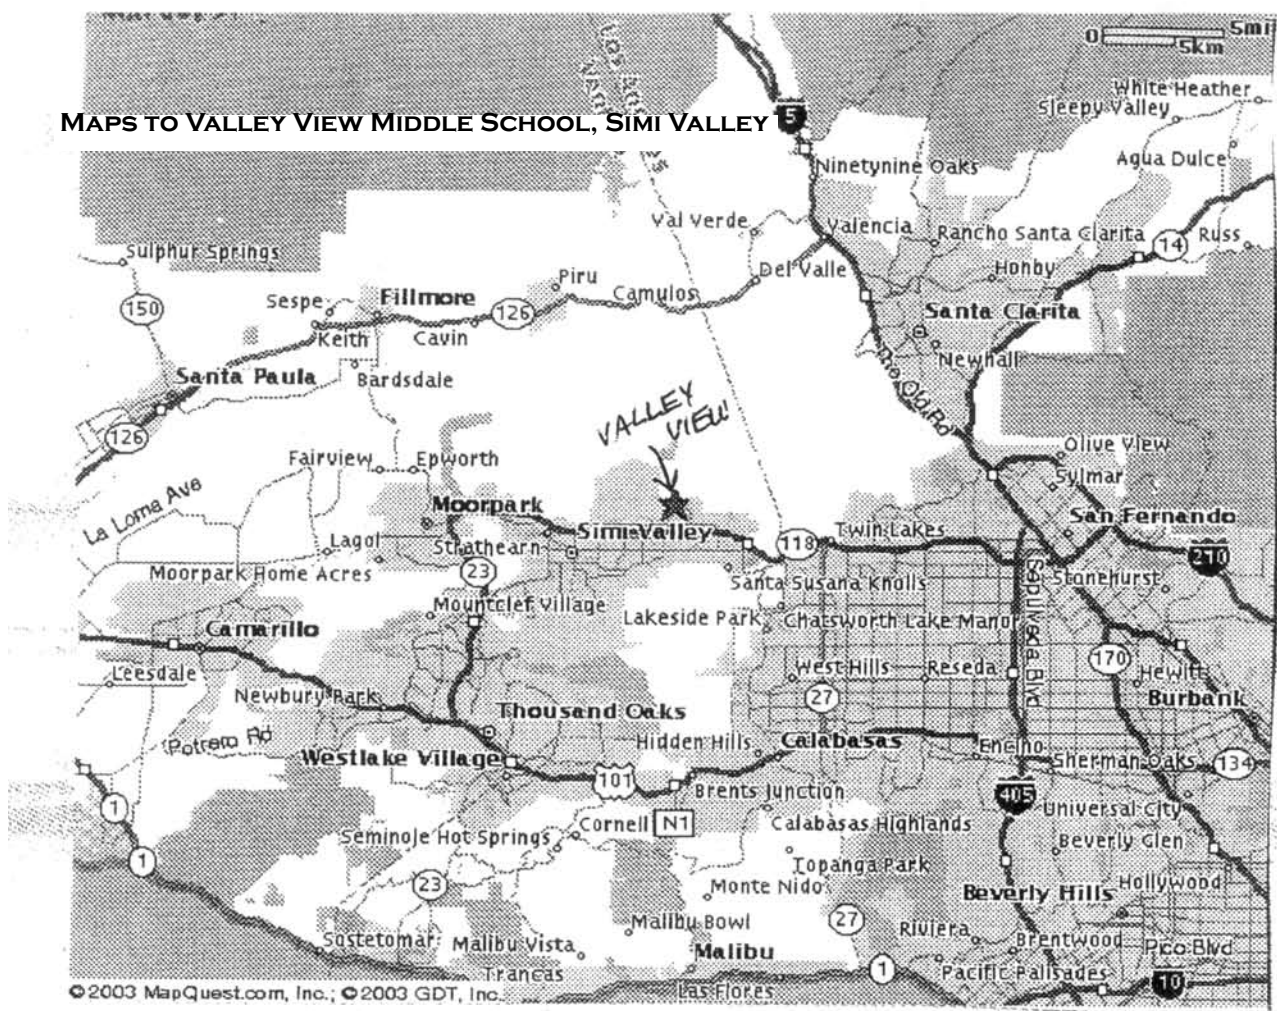 0 5mi
5km
White Heather
Sleepy Valley
MAPS TO VALLEY VIEW MIDDLE SCHOOL, SIMI VALLEY
5
Agua Dulce
Ninetynine Oaks
Val Verde
Valencia
Rancho Santa Clarita
14
Russ
Sulphur Springs
Del Valle
Honby
Piru
Sespe
Fillmore
Camulos
150
126
Santa Clarita
Keith
Cavin
Newhall
Santa Paula
Bardsdale
The Old Rd
VALLEY
VIEW!
126
Olive View
Fairview
Epworth
Sylmar
La Loma Ave
Moorpark
San Fernando
Simi Valley
118
Twin Lakes
Lagol
Strathearn
210
Moorpark Home Acres
23
Santa Susana Knolls
Stonehurst
Sepulveda Blvd
Mountclef Village
Lakeside Park
Chatsworth Lake Manor
Camarillo
170
Leesdale
West Hills
Reseda
Hewitt
Newbury Park
27
Burbank
Thousand Oaks
Potrero Rd
Hidden Hills
Calabasas
Encino
Westlake Village
Sherman Oaks
134
101
Brents Junction
405
1
Universal City
Cornell
N1
Calabasas Highlands
Seminole Hot Springs
Beverly Glen
1
Topanga Park
23
Monte Nido
Beverly Hills
Hollywood
Malibu Bowl
27
Riviera
Sostetomar
Malibu Vista
Malibu
Brentwood
Pico Blvd
Trancas
1
Pacific Palisades
Las Flores
10
©2003 MapQuest.com, Inc.; ©2003 GDT, Inc.